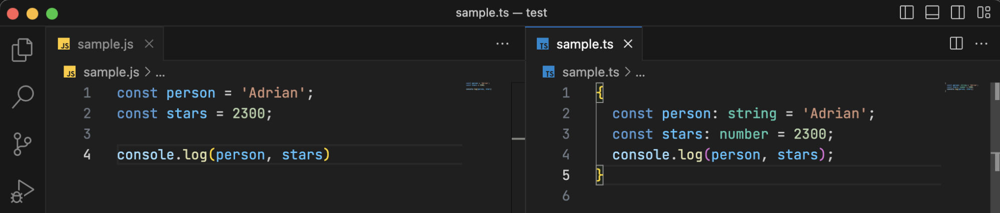 sample.ts — test
JS sample.js
JS sample.js > ...
1 const person = 'Adrian';
2 const stars = 2300;
3
4 console.log(person, stars)
TS sample.ts
TS sample.ts > ...
1 {
2 const person: string = 'Adrian';
3 const stars: number = 2300;
4 console.log(person, stars);
5 }
6